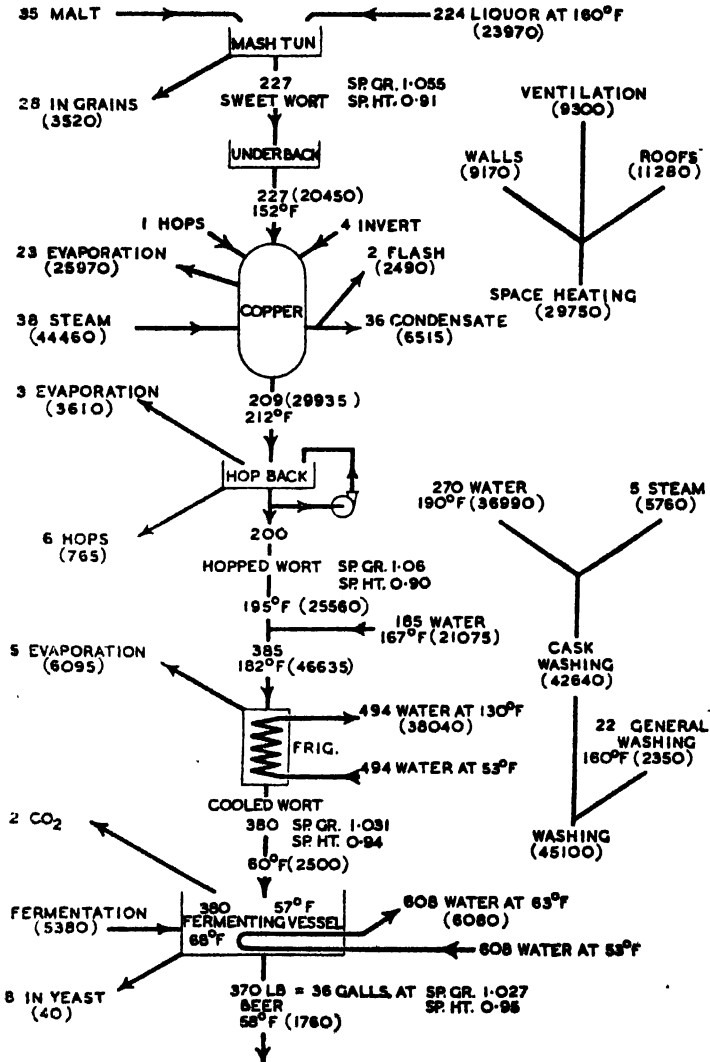 35 MALT
224 LIQUOR AT 160°F
(23970)
MASH TUN
28 IN GRAINS
(3520)
227
SWEET WORT
SP. GR. 1·055
SP. HT. 0·91
UNDERBACK
227 (20450)
152°F
1 HOPS
4 INVERT
23 EVAPORATION
(25970)
2 FLASH
(2490)
COPPER
38 STEAM
(44460)
36 CONDENSATE
(6515)
209 (29935)
212°F
3 EVAPORATION
(3610)
HOP BACK
6 HOPS
(765)
200
HOPPED WORT
SP. GR. 1·06
SP. HT. 0·90
195°F (25560)
185 WATER
167°F (21075)
385
182°F (46635)
5 EVAPORATION
(6095)
494 WATER AT 130°F
(38040)
FRIG.
494 WATER AT 53°F
COOLED WORT
380
SP. GR. 1·031
SP. HT. 0·94
60°F (2500)
2 CO₂
380
57°F
FERMENTING VESSEL
68°F
608 WATER AT 63°F
(6080)
FERMENTATION
(5380)
608 WATER AT 53°F
8 IN YEAST
(40)
370 LB = 36 GALLS. AT SP. GR. 1·027
BEER
SP. HT. 0·95
58°F (1760)
VENTILATION
(9300)
WALLS
(9170)
ROOFS
(11280)
SPACE HEATING
(29750)
270 WATER
190°F (36990)
5 STEAM
(5760)
CASK
WASHING
(42640)
22 GENERAL
WASHING
160°F (2350)
WASHING
(45100)